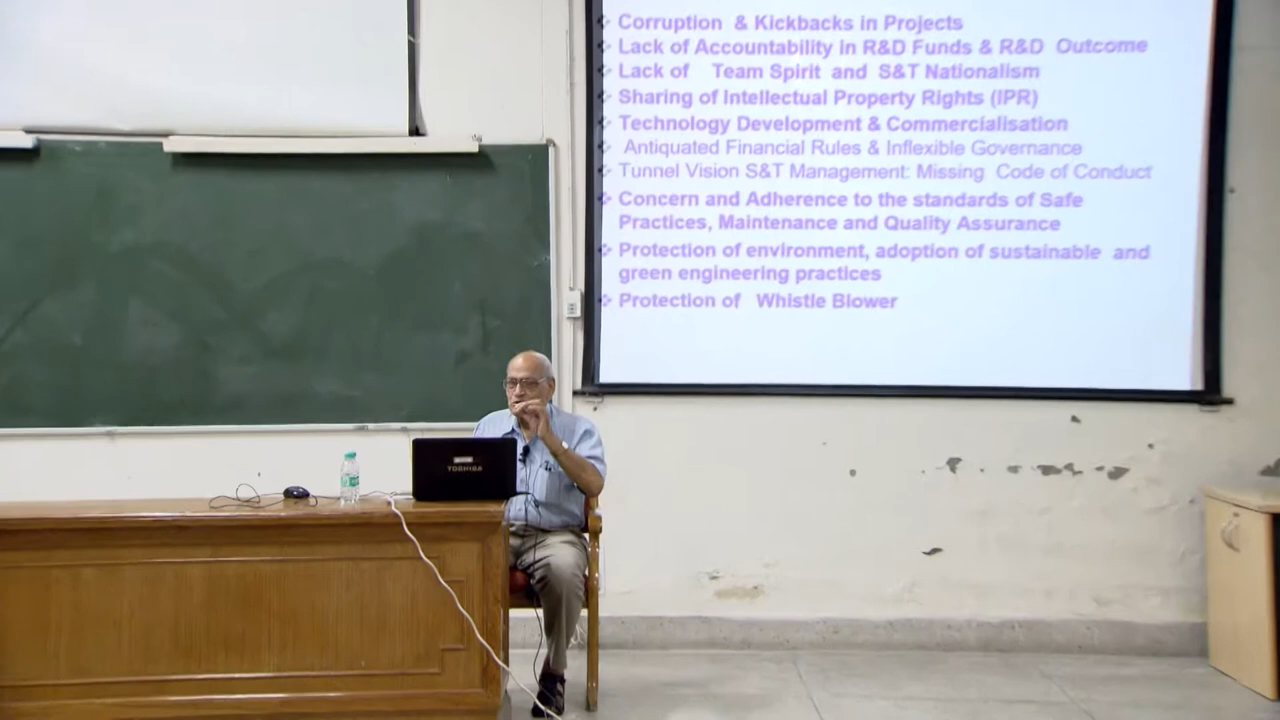 Corruption & Kickbacks in Projects
Lack of Accountability in R&D Funds & R&D Outcome
Lack of Team Spirit and S&T Nationalism
Sharing of Intellectual Property Rights (IPR)
Technology Development & Commercialisation
Antiquated Financial Rules & Inflexible Governance
Tunnel Vision S&T Management: Missing Code of Conduct
Concern and Adherence to the standards of Safe
Practices, Maintenance and Quality Assurance
Protection of environment, adoption of sustainable and
green engineering practices
Protection of Whistle Blower
TOSHIBA